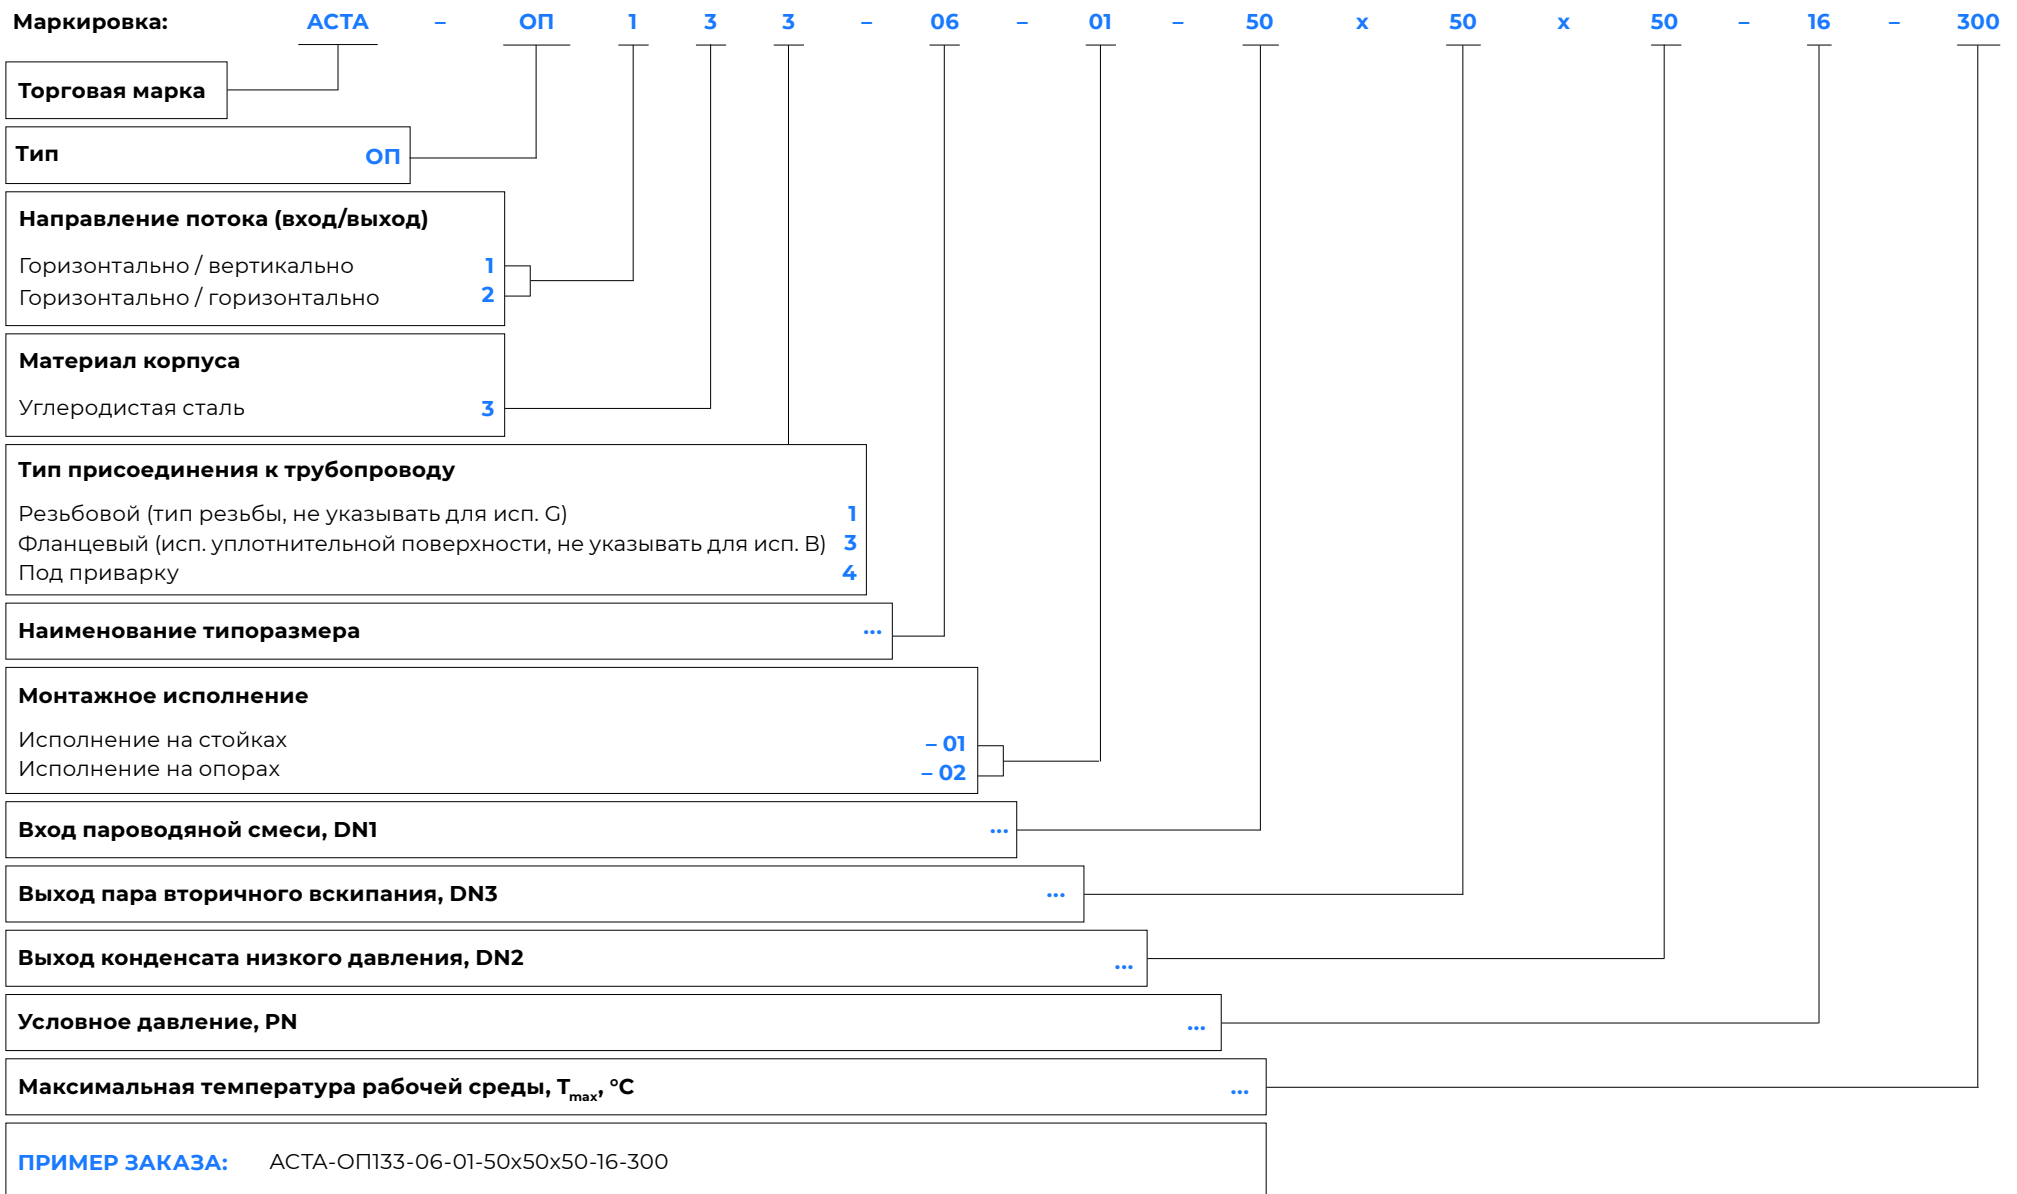 Маркировка: АСТА – ОП 1 3 3 – 06 – 01 – 50 x 50 x 50 – 16 – 300
Торговая марка
Тип ОП
Направление потока (вход/выход)
Горизонтально / вертикально 1
Горизонтально / горизонтально 2
Материал корпуса
Углеродистая сталь 3
Тип присоединения к трубопроводу
Резьбовой (тип резьбы, не указывать для исп. G) 1
Фланцевый (исп. уплотнительной поверхности, не указывать для исп. B) 3
Под приварку 4
Наименование типоразмера ...
Монтажное исполнение
Исполнение на стойках – 01
Исполнение на опорах – 02
Вход пароводяной смеси, DN1 ...
Выход пара вторичного вскипания, DN3 ...
Выход конденсата низкого давления, DN2 ...
Условное давление, PN ...
Максимальная температура рабочей среды, Tmax, °C ...
ПРИМЕР ЗАКАЗА: АСТА-ОП133-06-01-50x50x50-16-300